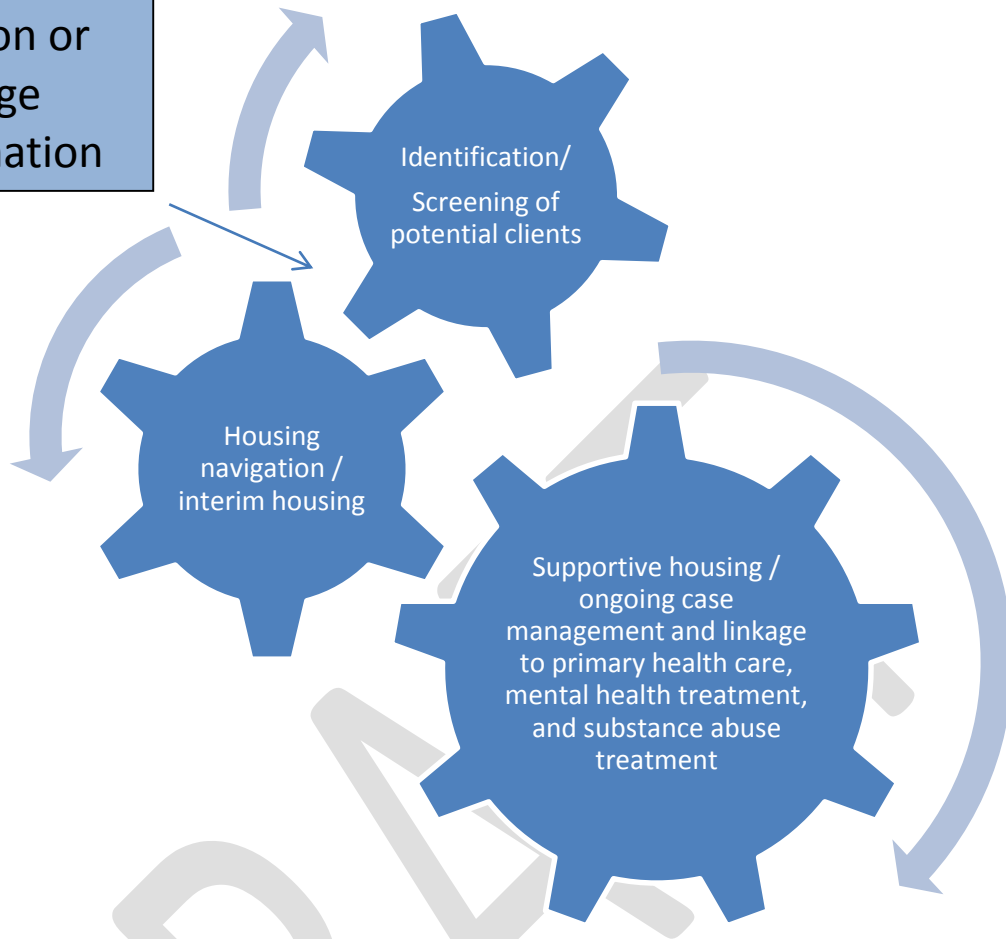 on or
ge
nation
Identification/
Screening of
potential clients
Housing
navigation /
interim housing
Supportive housing /
ongoing case
management and linkage
to primary health care,
mental health treatment,
and substance abuse
treatment